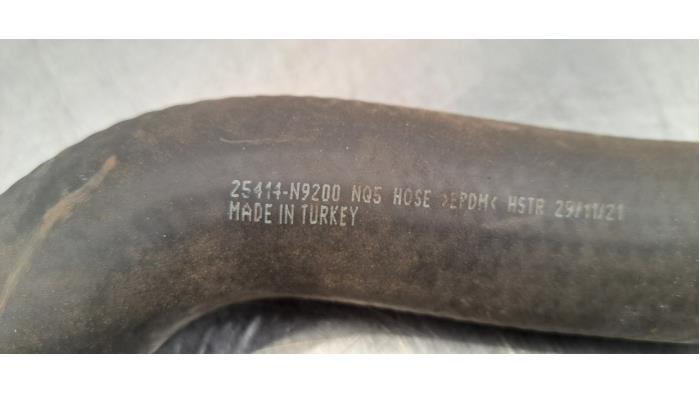 25414-N9200 NQ5 HOSE >EPDM< HSTR 29/11/21
MADE IN TURKEY